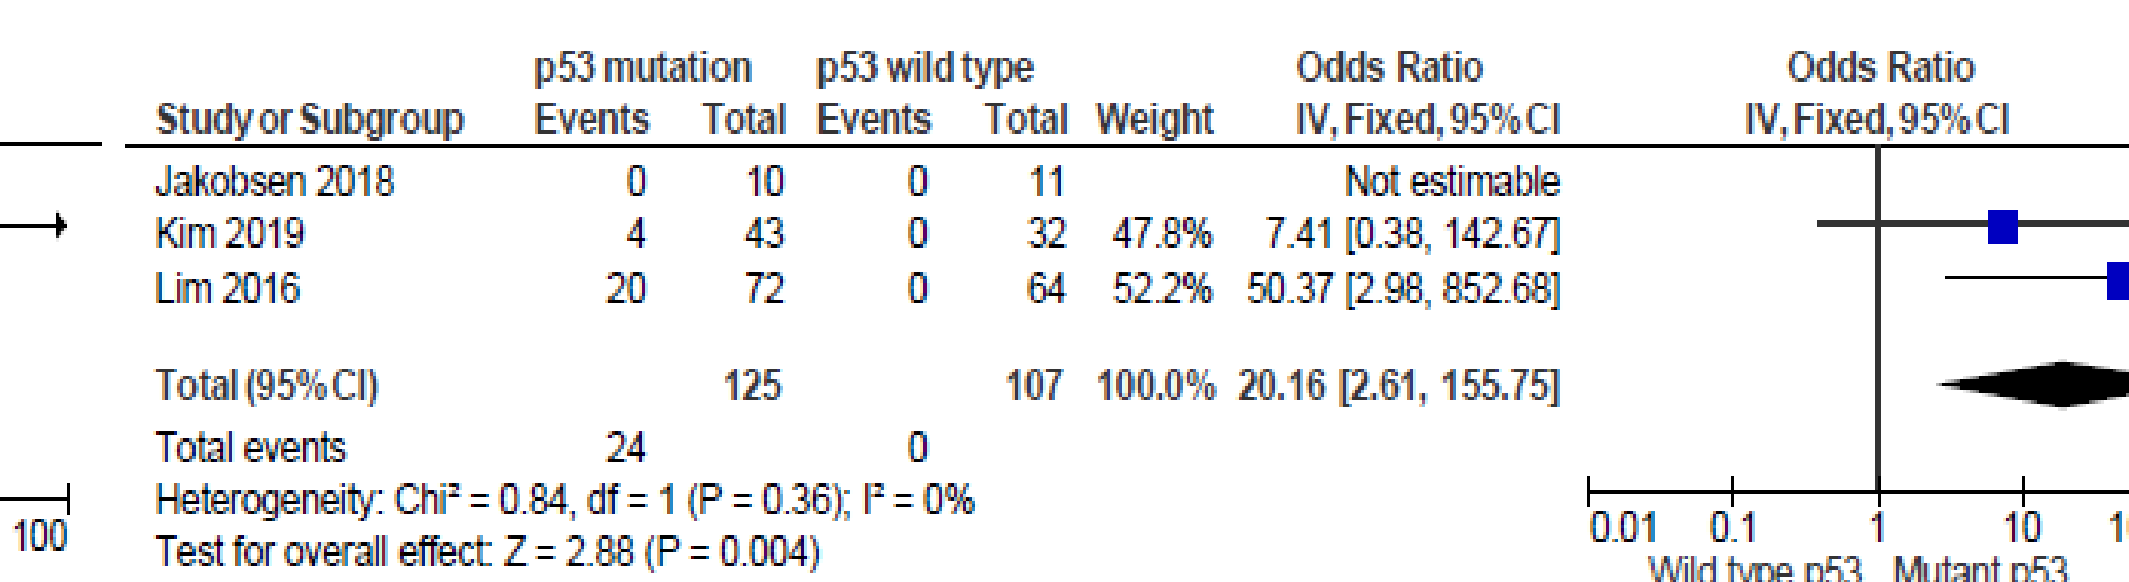 p53 mutation p53 wild type Odds Ratio Odds Ratio
Study or Subgroup Events Total Events Total Weight IV, Fixed, 95% CI IV, Fixed, 95% CI
Jakobsen 2018 0 10 0 11 Not estimable
Kim 2019 4 43 0 32 47.8% 7.41 [0.38, 142.67]
Lim 2016 20 72 0 64 52.2% 50.37 [2.98, 852.68]
Total (95% CI) 125 107 100.0% 20.16 [2.61, 155.75]
Total events 24 0
Heterogeneity: Chi² = 0.84, df = 1 (P = 0.36); I² = 0%
Test for overall effect: Z = 2.88 (P = 0.004)
100
0.01 0.1 1 10
Wild type p53 Mutant p53